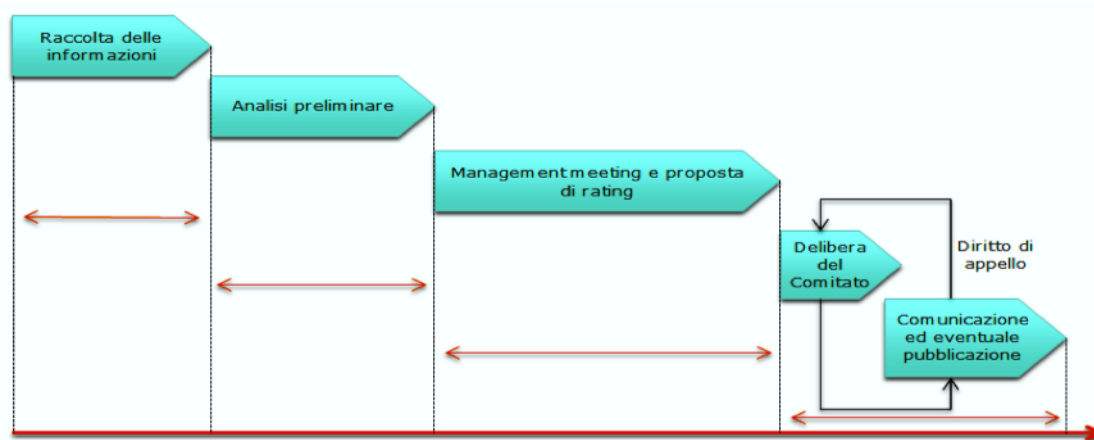 Raccolta delle
informazioni
Analisi preliminare
Management meeting e proposta
di rating
Delibera
del
Comitato
Diritto di
appello
Comunicazione
ed eventuale
pubblicazione